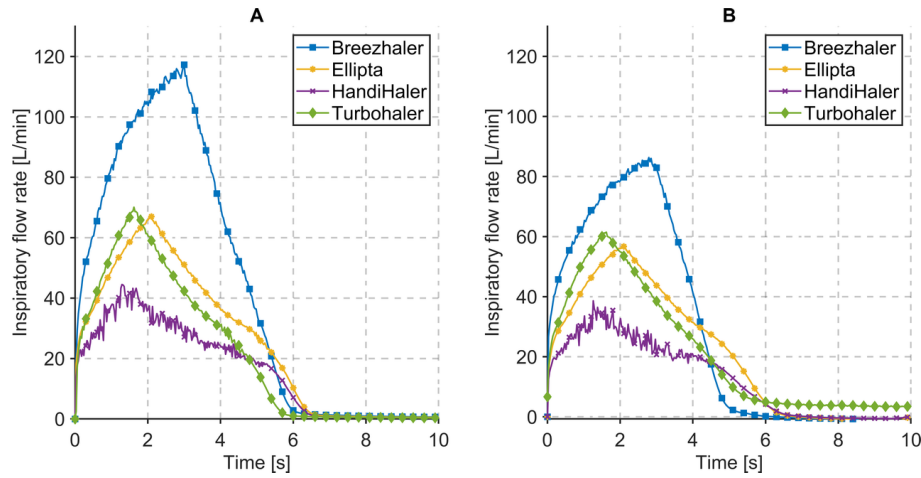 A
Inspiratory flow rate [L/min]
120
100
80
60
40
20
0
Breezhaler
Ellipta
HandiHaler
Turbohaler
0 2 4 6 8 10
Time [s]
B
Inspiratory flow rate [L/min]
120
100
80
60
40
20
0
Breezhaler
Ellipta
HandiHaler
Turbohaler
0 2 4 6 8 10
Time [s]